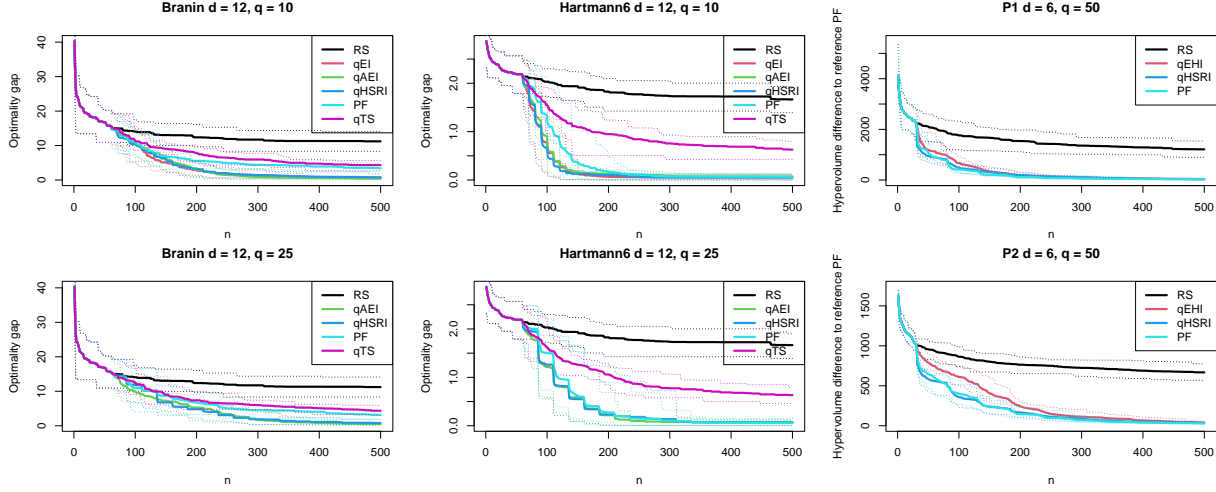 Branin d = 12, q = 10
Optimality gap
40
30
20
10
0
RS
qEI
qAEI
qHSRI
PF
qTS
0 100 200 300 400 500
n
Hartmann6 d = 12, q = 10
Optimality gap
2.0
1.0
0.0
RS
qEI
qAEI
qHSRI
PF
qTS
0 100 200 300 400 500
n
P1 d = 6, q = 50
Hypervolume difference to reference PF
4000
2000
0
RS
qEHI
qHSRI
PF
0 100 200 300 400 500
n
Branin d = 12, q = 25
Optimality gap
40
30
20
10
0
RS
qAEI
qHSRI
PF
qTS
0 100 200 300 400 500
n
Hartmann6 d = 12, q = 25
Optimality gap
2.0
1.0
0.0
RS
qAEI
qHSRI
PF
qTS
0 100 200 300 400 500
n
P2 d = 6, q = 50
Hypervolume difference to reference PF
1500
1000
500
0
RS
qEHI
qHSRI
PF
0 100 200 300 400 500
n